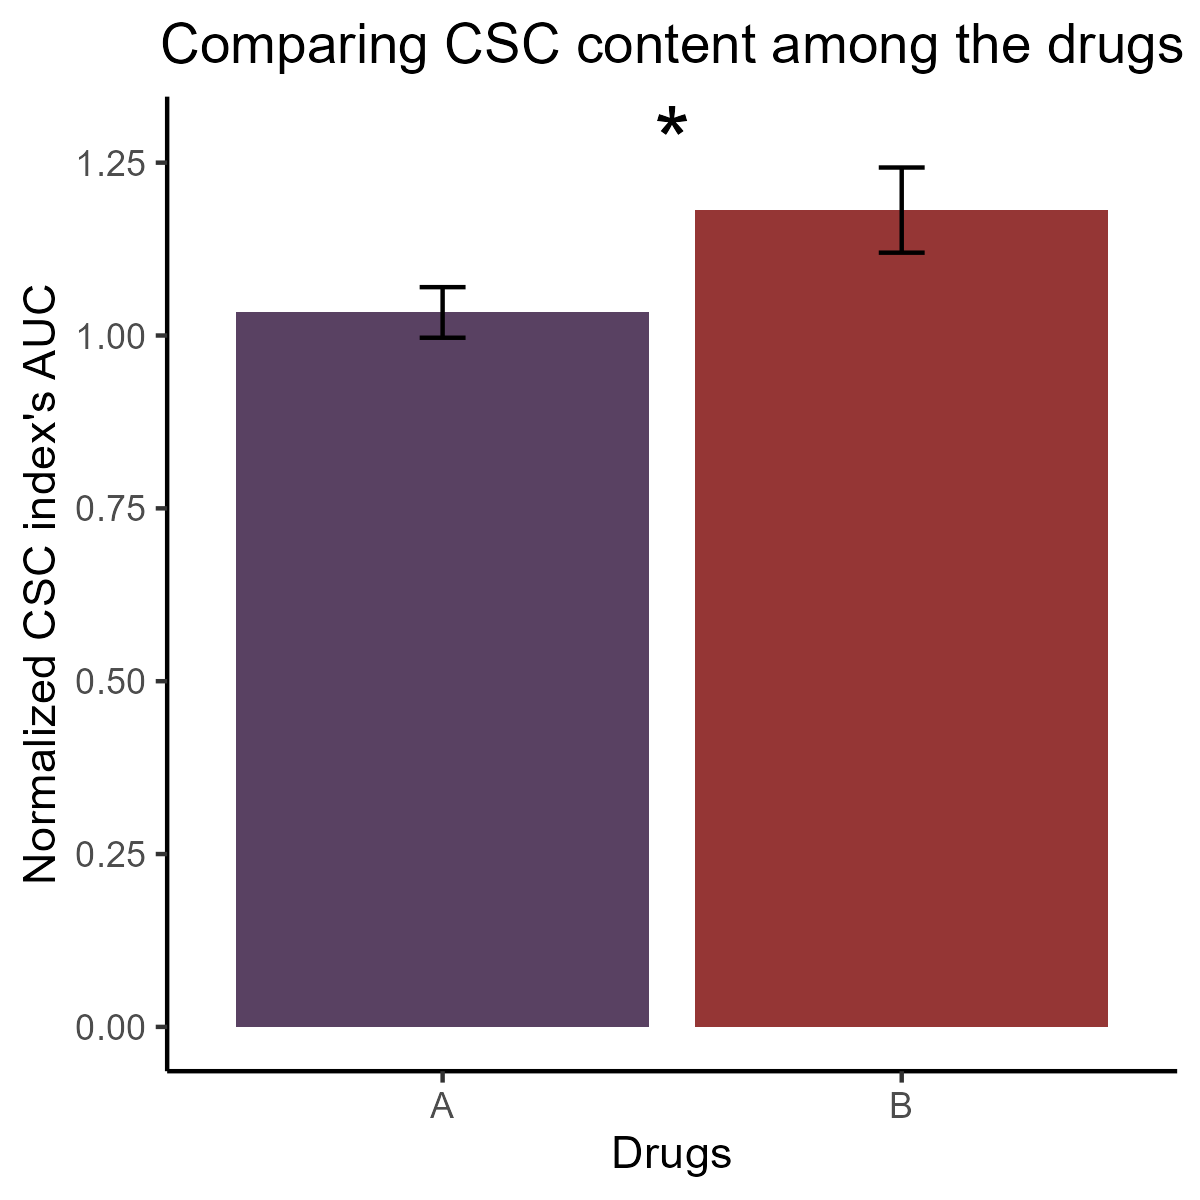 Comparing CSC content among the drugs
*
1.25
1.00
0.75
0.50
0.25
0.00
Normalized CSC index's AUC
A B
Drugs